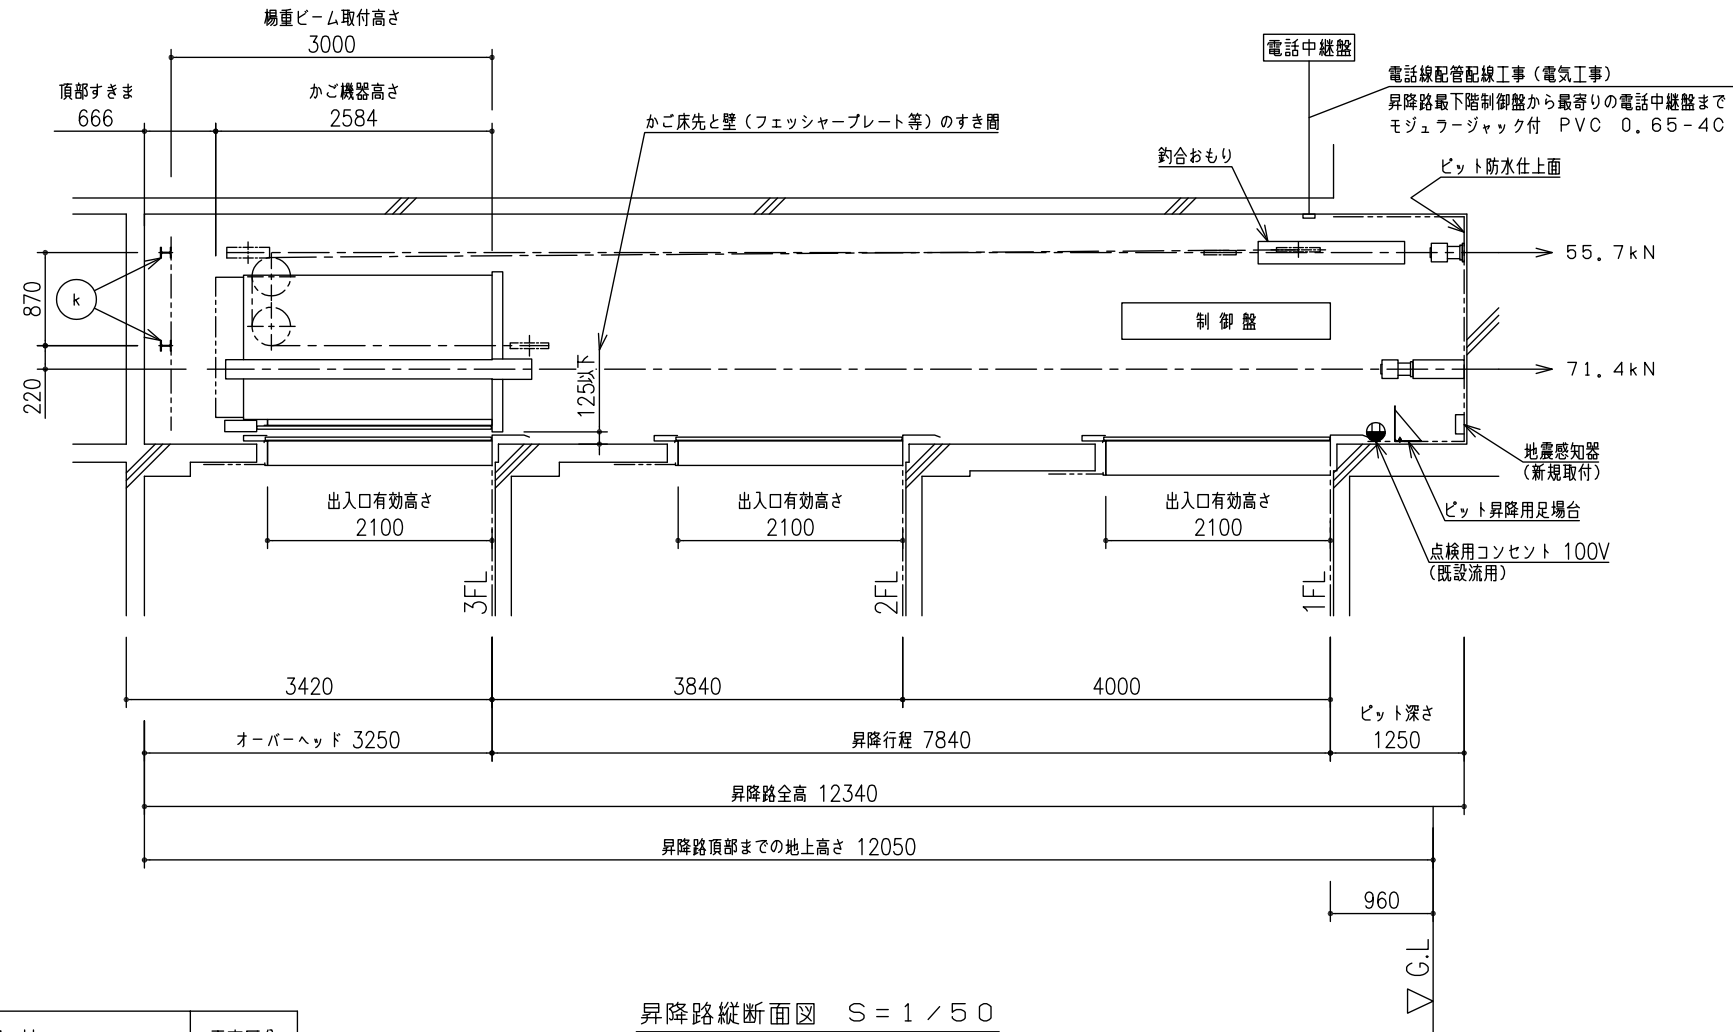 楊重ビーム取付高さ
3000
電話中継盤
電話線配管配線工事（電気工事）
昇降路最下階制御盤から最寄りの電話中継盤まで
モジュラージャック付 PVC 0.65-4C
頂部すきま
666
かご機器高さ
2584
かご床先と壁（フェッシャープレート等）のすき間
釣合おもり
ピット防水仕上面
55.7kN
870
k
制御盤
220
125以下
71.4kN
地震感知器
（新規取付）
出入口有効高さ
2100
出入口有効高さ
2100
出入口有効高さ
2100
ピット昇降用足場台
点検用コンセント 100V
（既設流用）
3FL
2FL
1FL
3420
3840
4000
ピット深さ
1250
オーバーヘッド 3250
昇降行程 7840
昇降路全高 12340
昇降路頂部までの地上高さ 12050
960
▽G.L
昇降路縦断面図 S=1/50